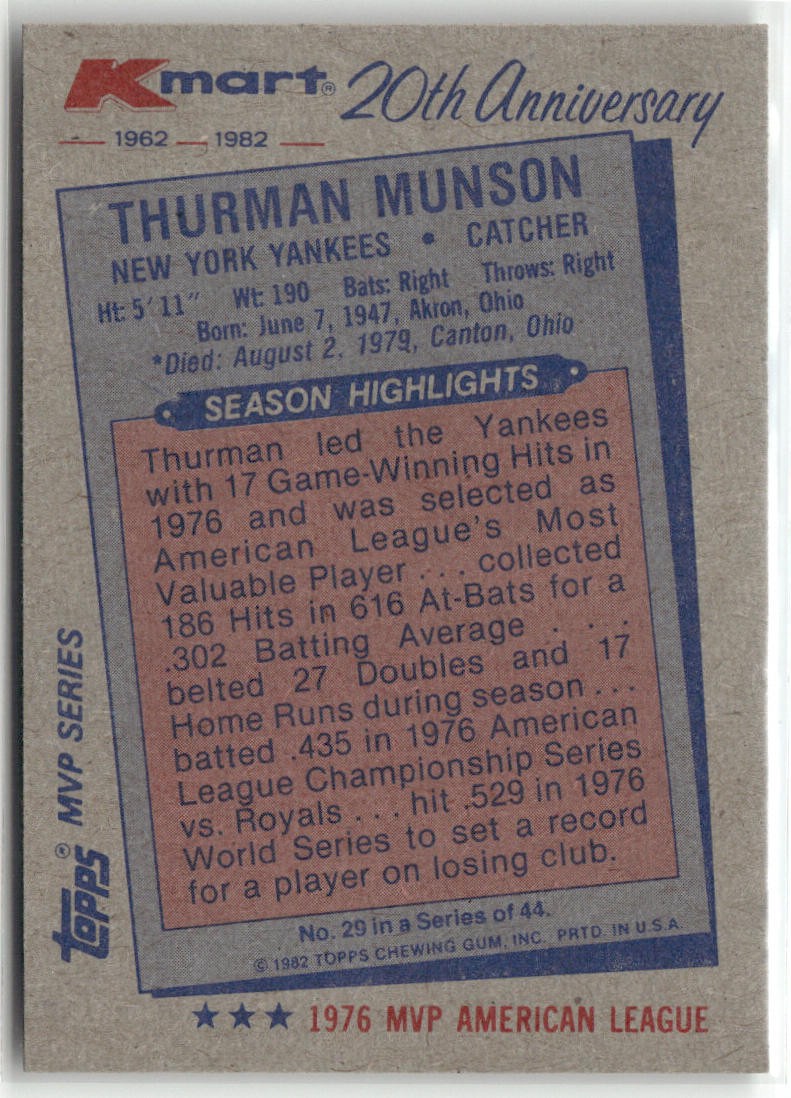 Kmart® 20th Anniversary
1962 1982
THURMAN MUNSON
NEW YORK YANKEES • CATCHER
Ht: 5'11" Wt: 190 Bats: Right Throws: Right
Born: June 7, 1947, Akron, Ohio
*Died: August 2, 1979, Canton, Ohio
SEASON HIGHLIGHTS
Thurman led the Yankees
with 17 Game-Winning Hits in
1976 and was selected as
American League's Most
Valuable Player . . . collected
186 Hits in 616 At-Bats for a
.302 Batting Average . . .
belted 27 Doubles and 17
Home Runs during season . . .
batted .435 in 1976 American
League Championship Series
vs. Royals . . . hit .529 in 1976
World Series to set a record
for a player on losing club.
No. 29 in a Series of 44.
© 1982 TOPPS CHEWING GUM, INC. PRTD. IN U.S.A.
TOPPS® MVP SERIES
★★★ 1976 MVP AMERICAN LEAGUE